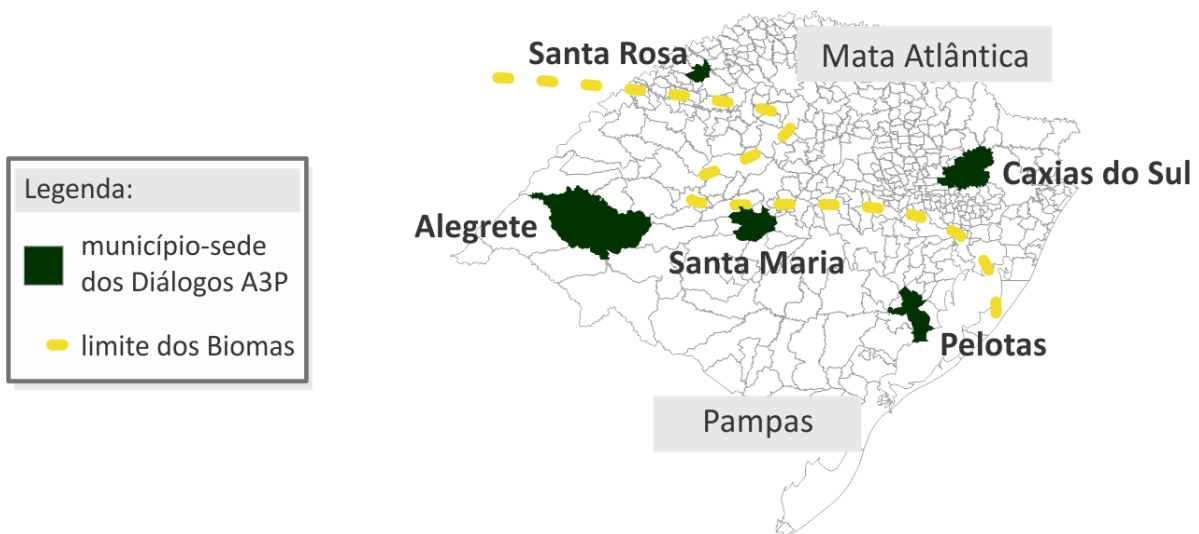 Santa Rosa
Mata Atlântica
Legenda:
município-sede
dos Diálogos A3P
limite dos Biomas
Caxias do Sul
Alegrete
Santa Maria
Pelotas
Pampas